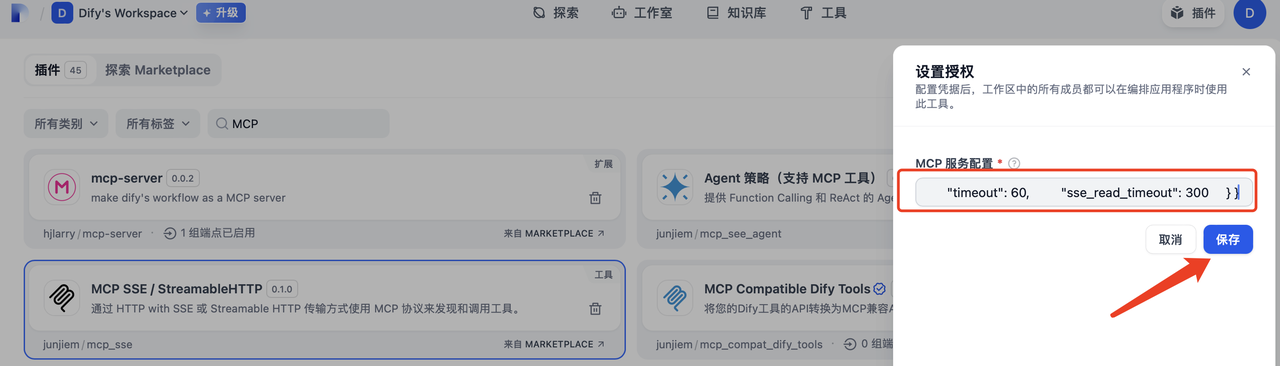 D Dify's Workspace 升级 探索 工作室 知识库 工具 插件 D
插件 45 探索 Marketplace
所有类别 所有标签 MCP
扩展
mcp-server 0.0.2
make dify's workflow as a MCP server
hjlarry / mcp-server · 1 组端点已启用 来自 MARKETPLACE
Agent 策略（支持 MCP 工具）
提供 Function Calling 和 ReAct 的 Age
junjiem / mcp_see_agent
工具
MCP SSE / StreamableHTTP 0.1.0
通过 HTTP with SSE 或 Streamable HTTP 传输方式使用 MCP 协议来发现和调用工具。
junjiem / mcp_sse 来自 MARKETPLACE
MCP Compatible Dify Tools
将您的Dify工具的API转换为MCP兼容A
junjiem / mcp_compat_dify_tools · 0 组端
设置授权
配置凭据后，工作区中的所有成员都可以在编排应用程序时使用
此工具。
MCP 服务配置 *
"timeout": 60, "sse_read_timeout": 300 } }
取消 保存